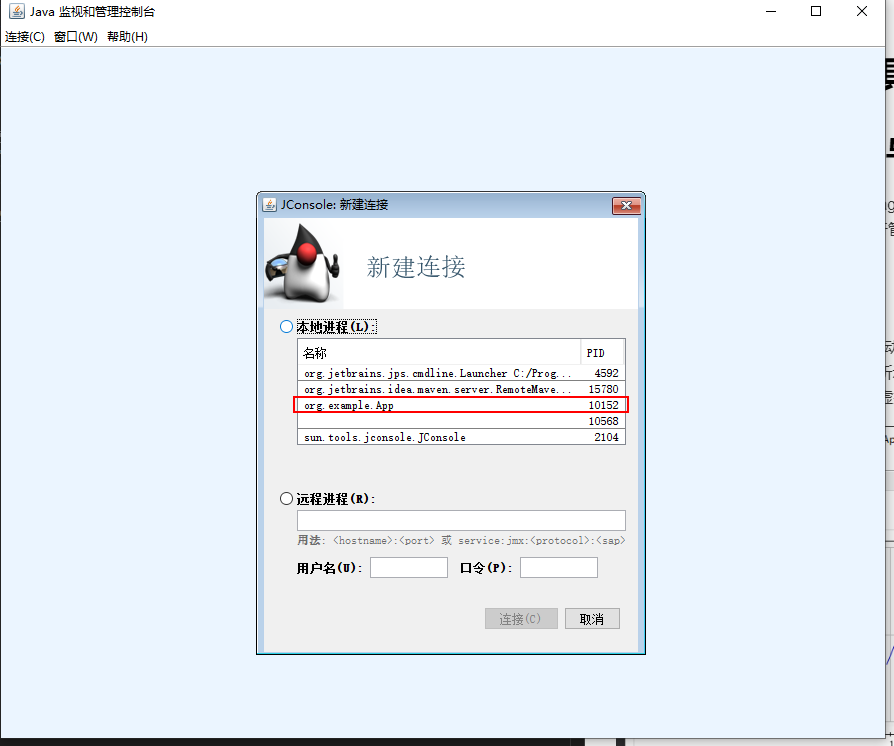 Java 监视和管理控制台
连接(C) 窗口(W) 帮助(H)
JConsole: 新建连接
新建连接
本地进程(L):
名称 PID
org.jetbrains.jps.cmdline.Launcher C:/Prog... 4592
org.jetbrains.idea.maven.server.RemoteMave... 15780
org.example.App 10152
10568
sun.tools.jconsole.JConsole 2104
远程进程(R):
用法: <hostname>:<port> 或 service:jmx:<protocol>:<sap>
用户名(U): 口令(P):
连接(C) 取消